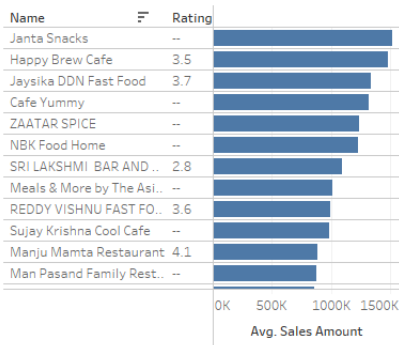 Name Rating
Janta Snacks --
Happy Brew Cafe 3.5
Jaysika DDN Fast Food 3.7
Cafe Yummy --
ZAATAR SPICE --
NBK Food Home --
SRI LAKSHMI BAR AND .. 2.8
Meals & More by The Asi.. --
REDDY VISHNU FAST FO.. 3.6
Sujay Krishna Cool Cafe --
Manju Mamta Restaurant 4.1
Man Pasand Family Rest.. --
0K 500K 1000K 1500K
Avg. Sales Amount